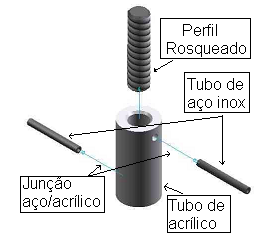 Perfil
Rosqueado
Tubo de
aço inox
Junção
aço/acrílico
Tubo de
acrílico